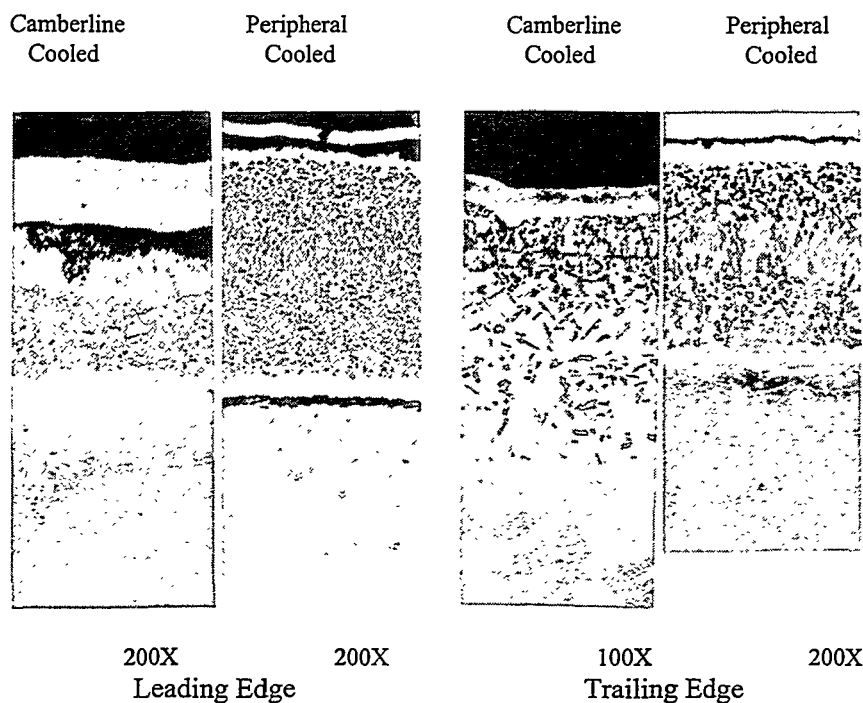 Camberline
Cooled
Peripheral
Cooled
Camberline
Cooled
Peripheral
Cooled
200X
200X
Leading Edge
100X
200X
Trailing Edge